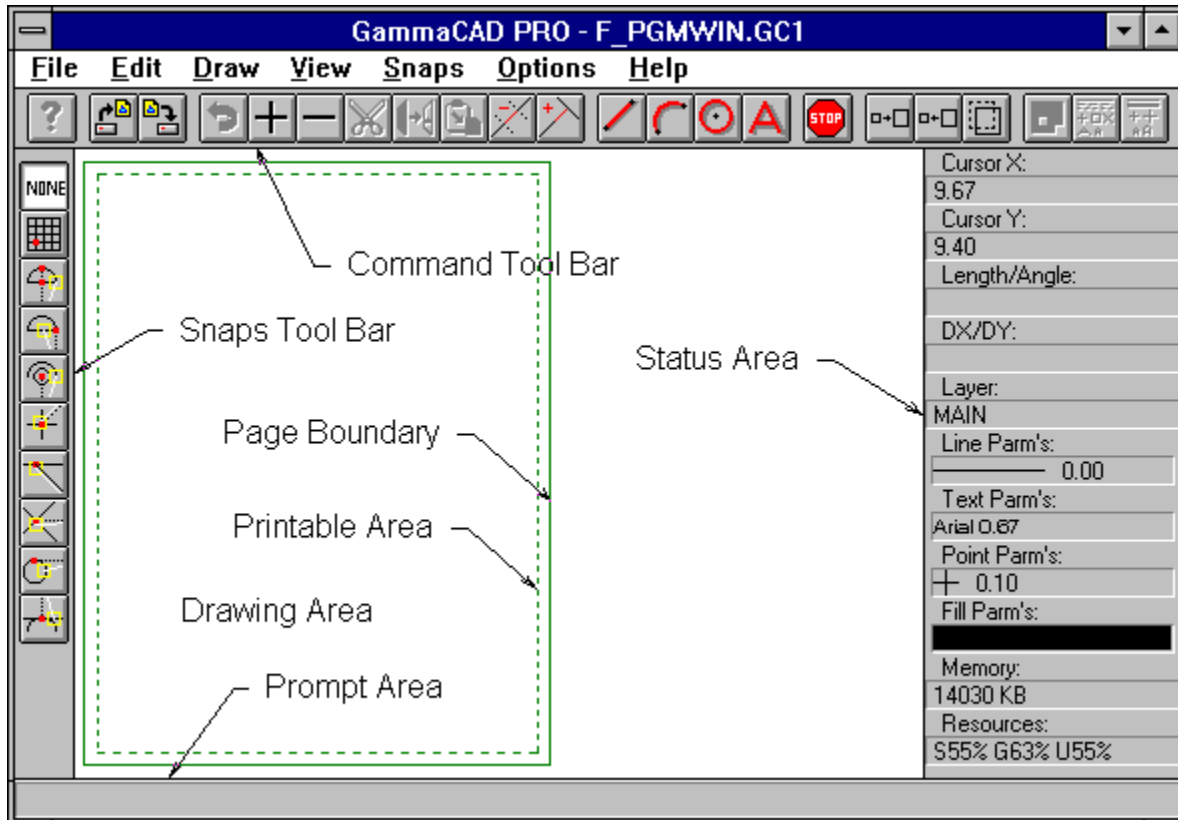 GammaCAD PRO - F_PGMWIN.GC1
File Edit Draw View Snaps Options Help
?
A
STOP
NONE
Command Tool Bar
Snaps Tool Bar
Status Area
Page Boundary
Printable Area
Drawing Area
Prompt Area
Cursor X:
9.67
Cursor Y:
9.40
Length/Angle:
DX/DY:
Layer:
MAIN
Line Parm's:
0.00
Text Parm's:
Arial 0.67
Point Parm's:
0.10
Fill Parm's:
Memory:
14030 KB
Resources:
S55% G63% U55%